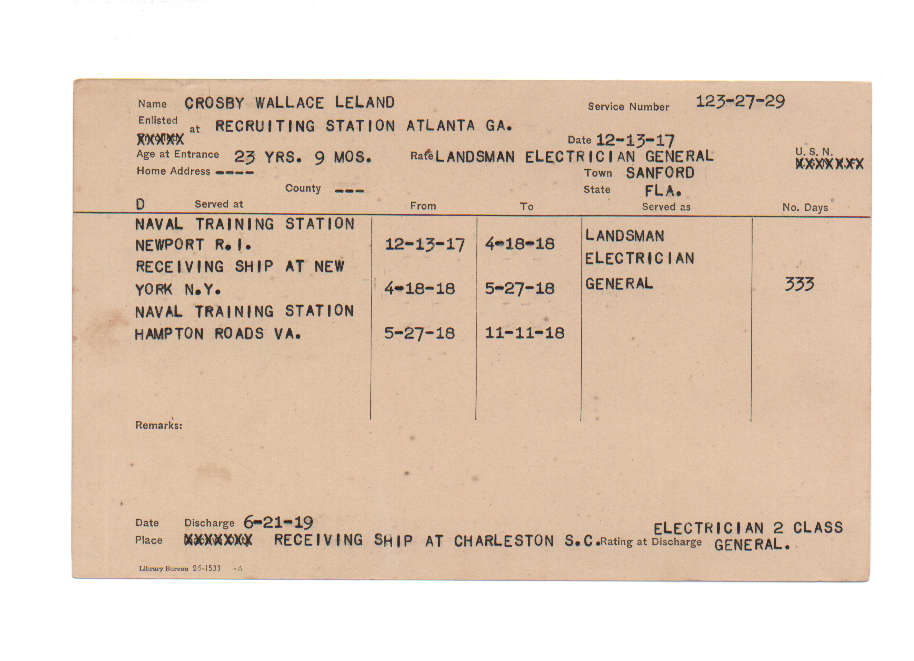 Name CROSBY WALLACE LELAND Service Number 123-27-29
Enlisted
XXXXX at RECRUITING STATION ATLANTA GA. Date 12-13-17
Age at Entrance 23 YRS. 9 MOS. Rate LANDSMAN ELECTRICIAN GENERAL U. S. N.
XXXXXXX
Home Address ---- Town SANFORD
County --- State FLA.
D Served at From To Served as No. Days
NAVAL TRAINING STATION
NEWPORT R.I. 12-13-17 4-18-18 LANDSMAN
RECEIVING SHIP AT NEW ELECTRICIAN
YORK N.Y. 4-18-18 5-27-18 GENERAL 333
NAVAL TRAINING STATION
HAMPTON ROADS VA. 5-27-18 11-11-18
Remarks:
Date Discharge 6-21-19 ELECTRICIAN 2 CLASS
Place XXXXXXX RECEIVING SHIP AT CHARLESTON S.C. Rating at Discharge GENERAL.
Library Bureau 26-1533 -A